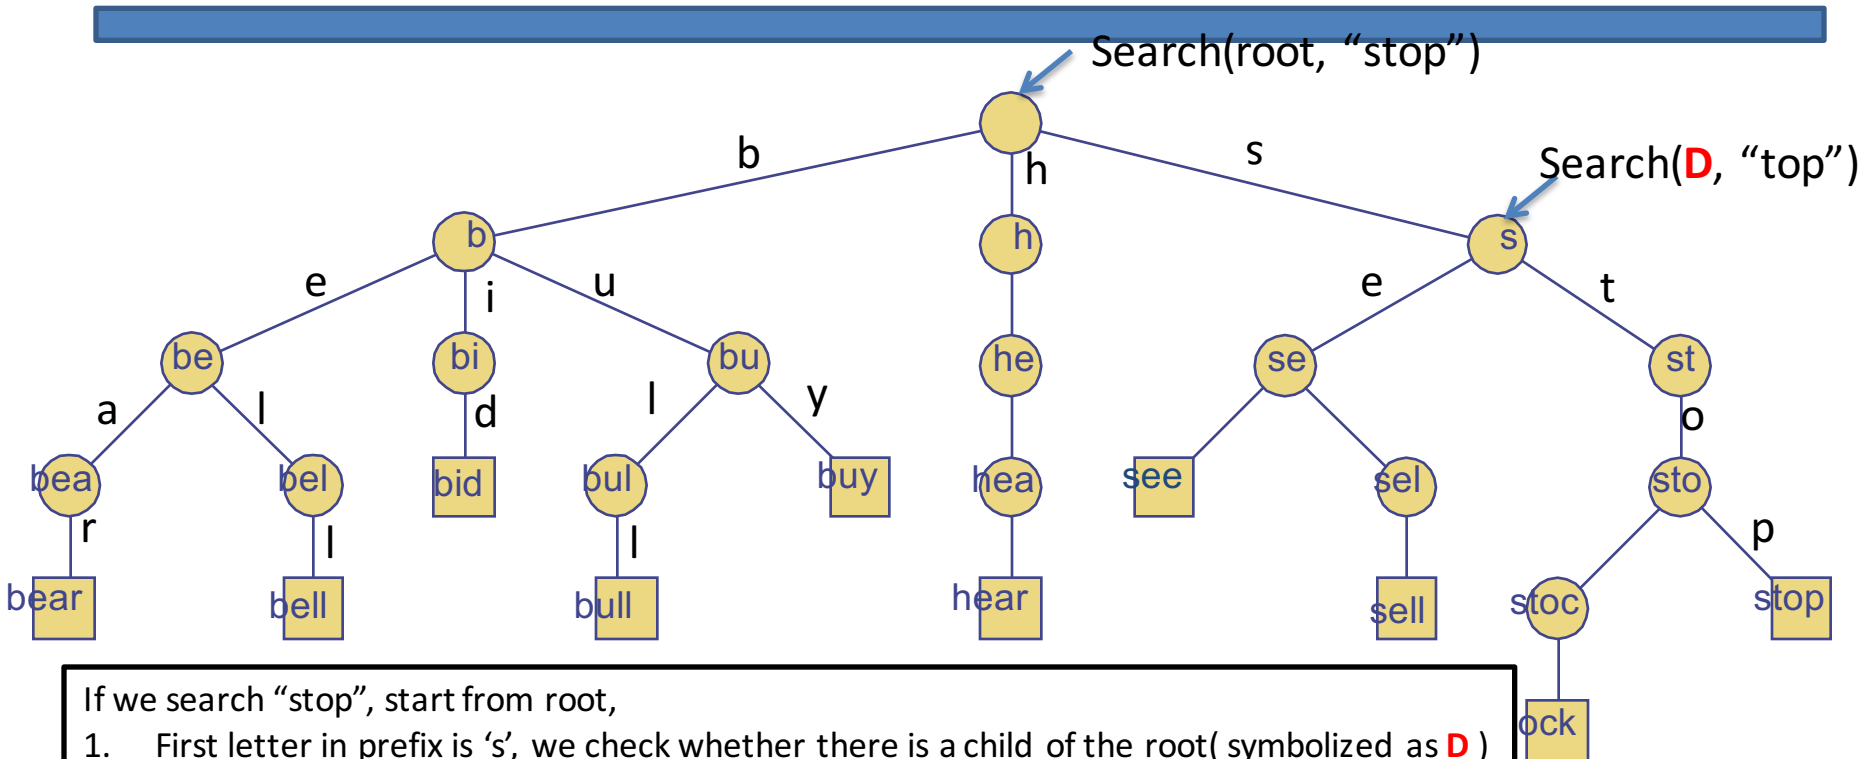 Search(root, “stop”)
b
h
s
Search(D, “top”)
b
h
s
e
i
u
e
t
be
bi
bu
he
se
st
a
l
d
l
y
o
bea
bel
bid
bul
buy
hea
see
sel
sto
r
l
l
p
bear
bell
bull
hear
sell
stoc
stop
If we search “stop”, start from root,
1. First letter in prefix is ‘s’, we check whether there is a child of the root( symbolized as D )
ock